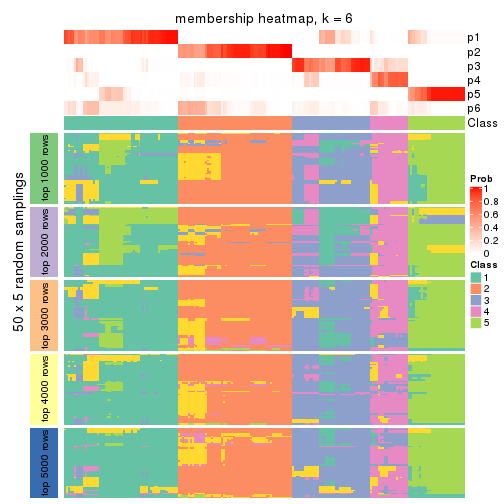 membership heatmap, k = 6
p1
p2
p3
p4
p5
p6
Class
50 x 5 random samplings
top 1000 rows
top 2000 rows
top 3000 rows
top 4000 rows
top 5000 rows
Prob
1
0.8
0.6
0.4
0.2
0
Class
1
2
3
4
5